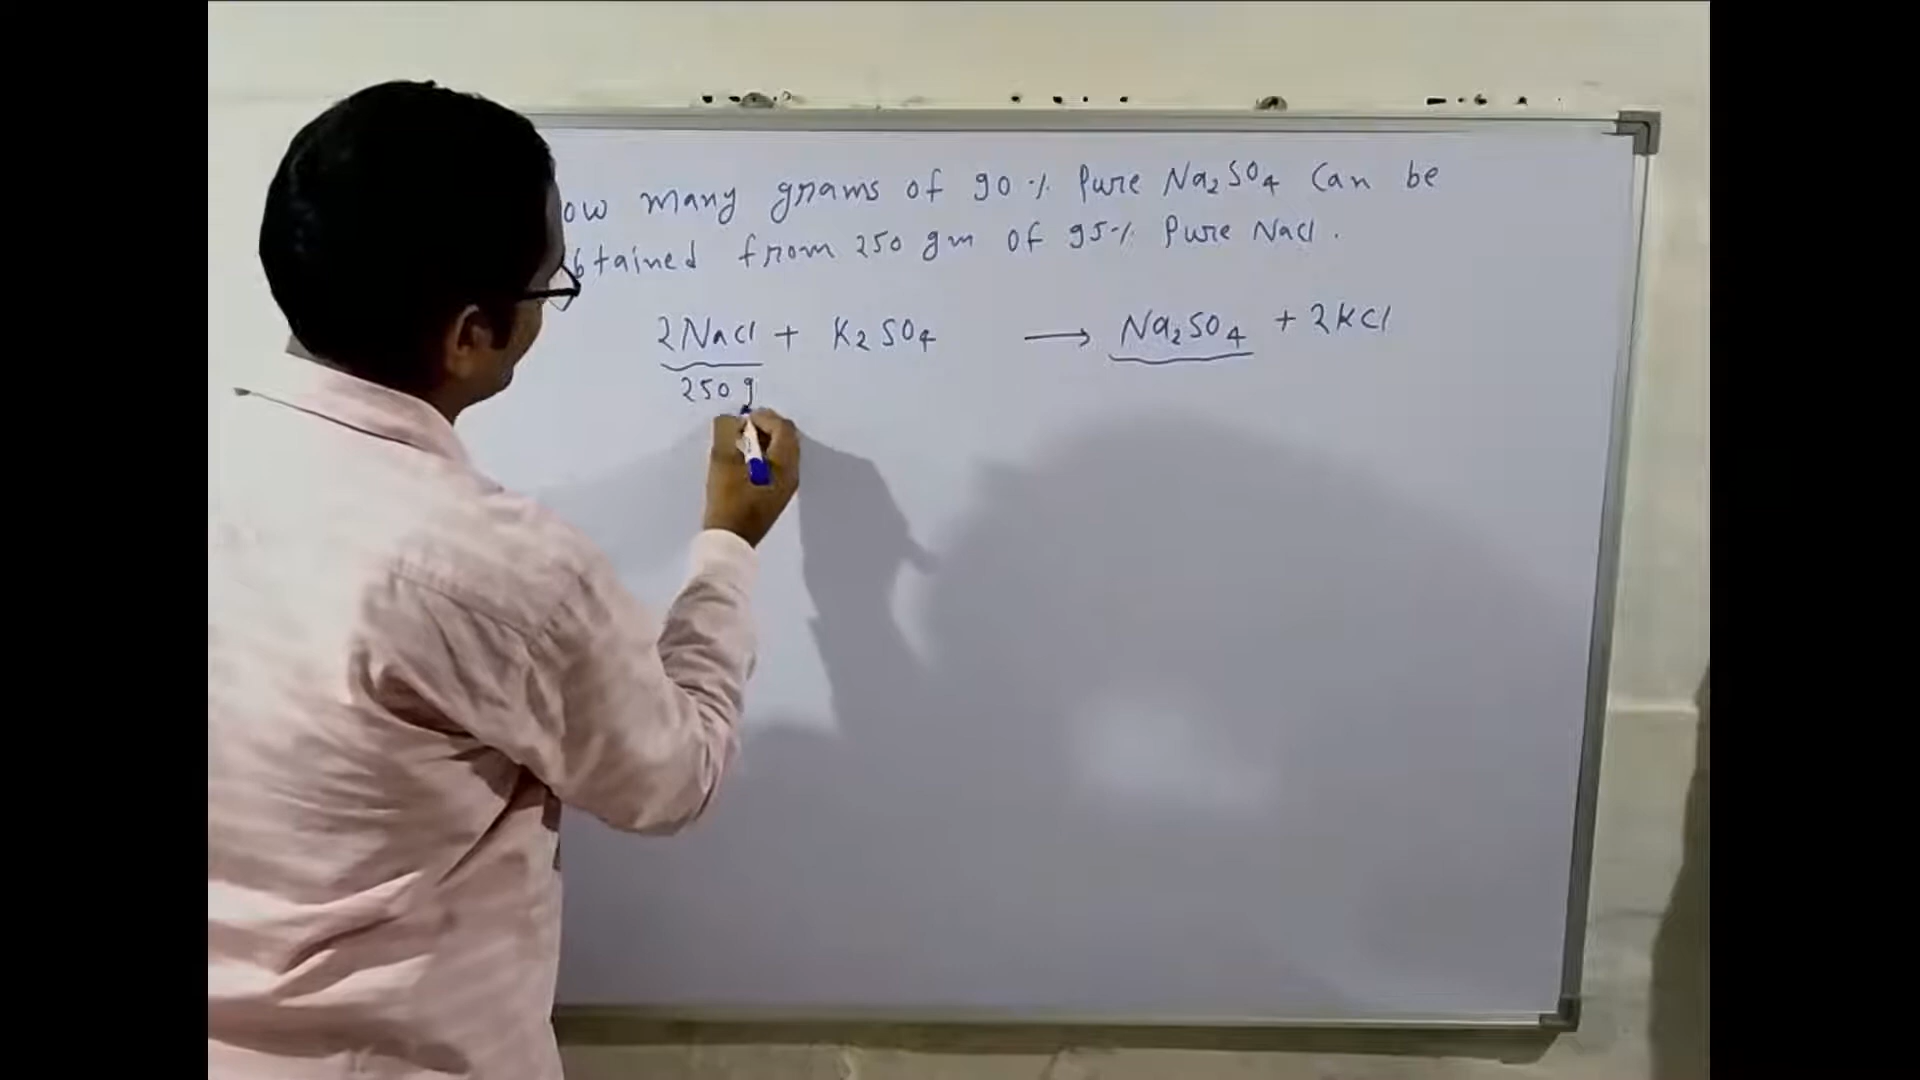 ow many grams of 90% Pure Na₂SO₄ Can be
btained from 250 gm of 95% Pure NaCl.
2NaCl + K₂SO₄ ⟶ Na₂SO₄ + 2KCl
250 g